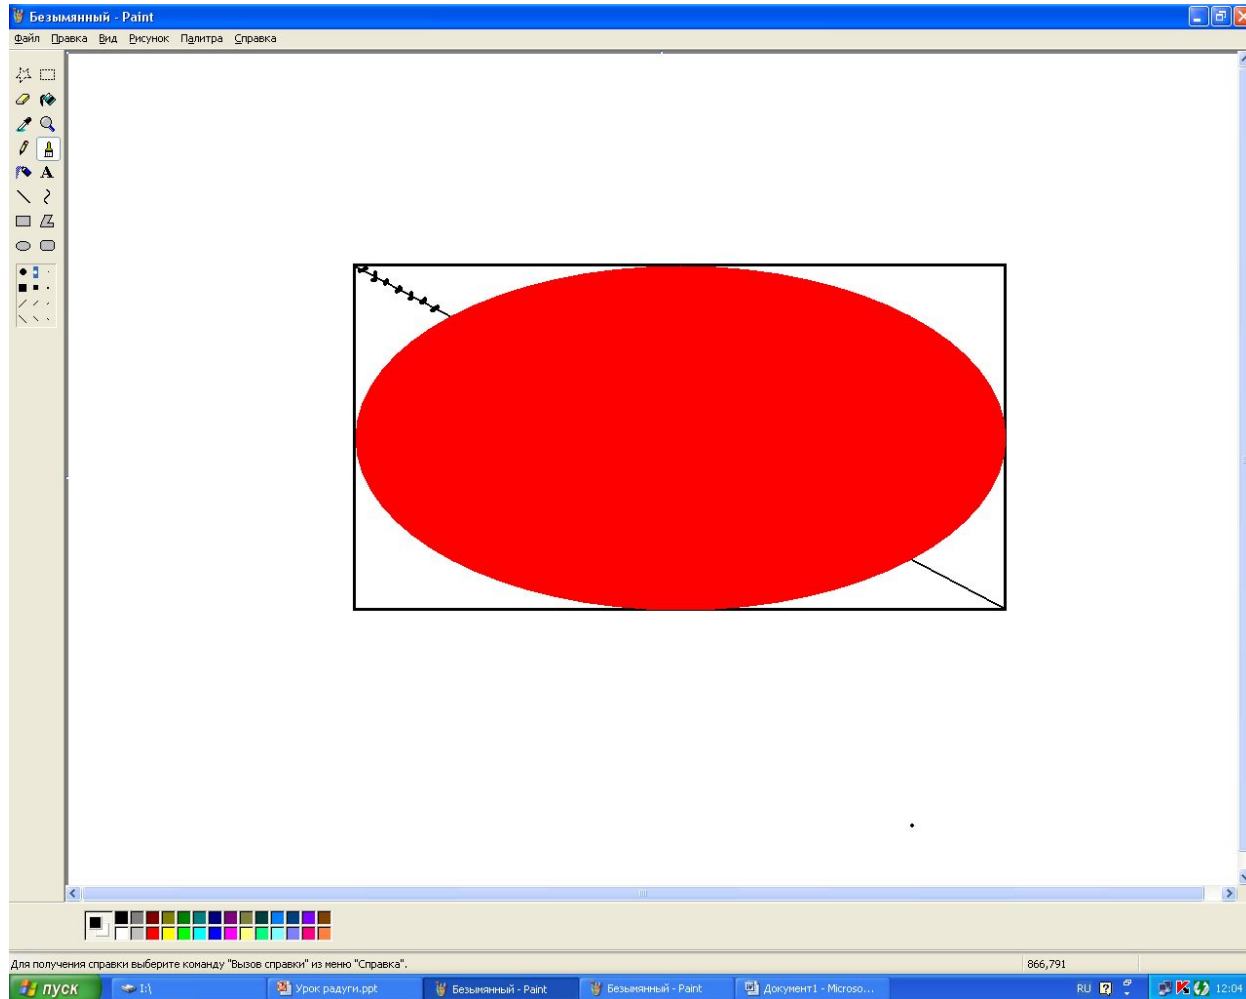 Безымянный - Paint
Файл Правка Вид Рисунок Палитра Справка
A
Для получения справки выберите команду "Вызов справки" из меню "Справка".
866,791
пуск
I:\
Урок радуги.ppt
Безымянный - Paint
Безымянный - Paint
Документ1 - Microso...
RU
12:04